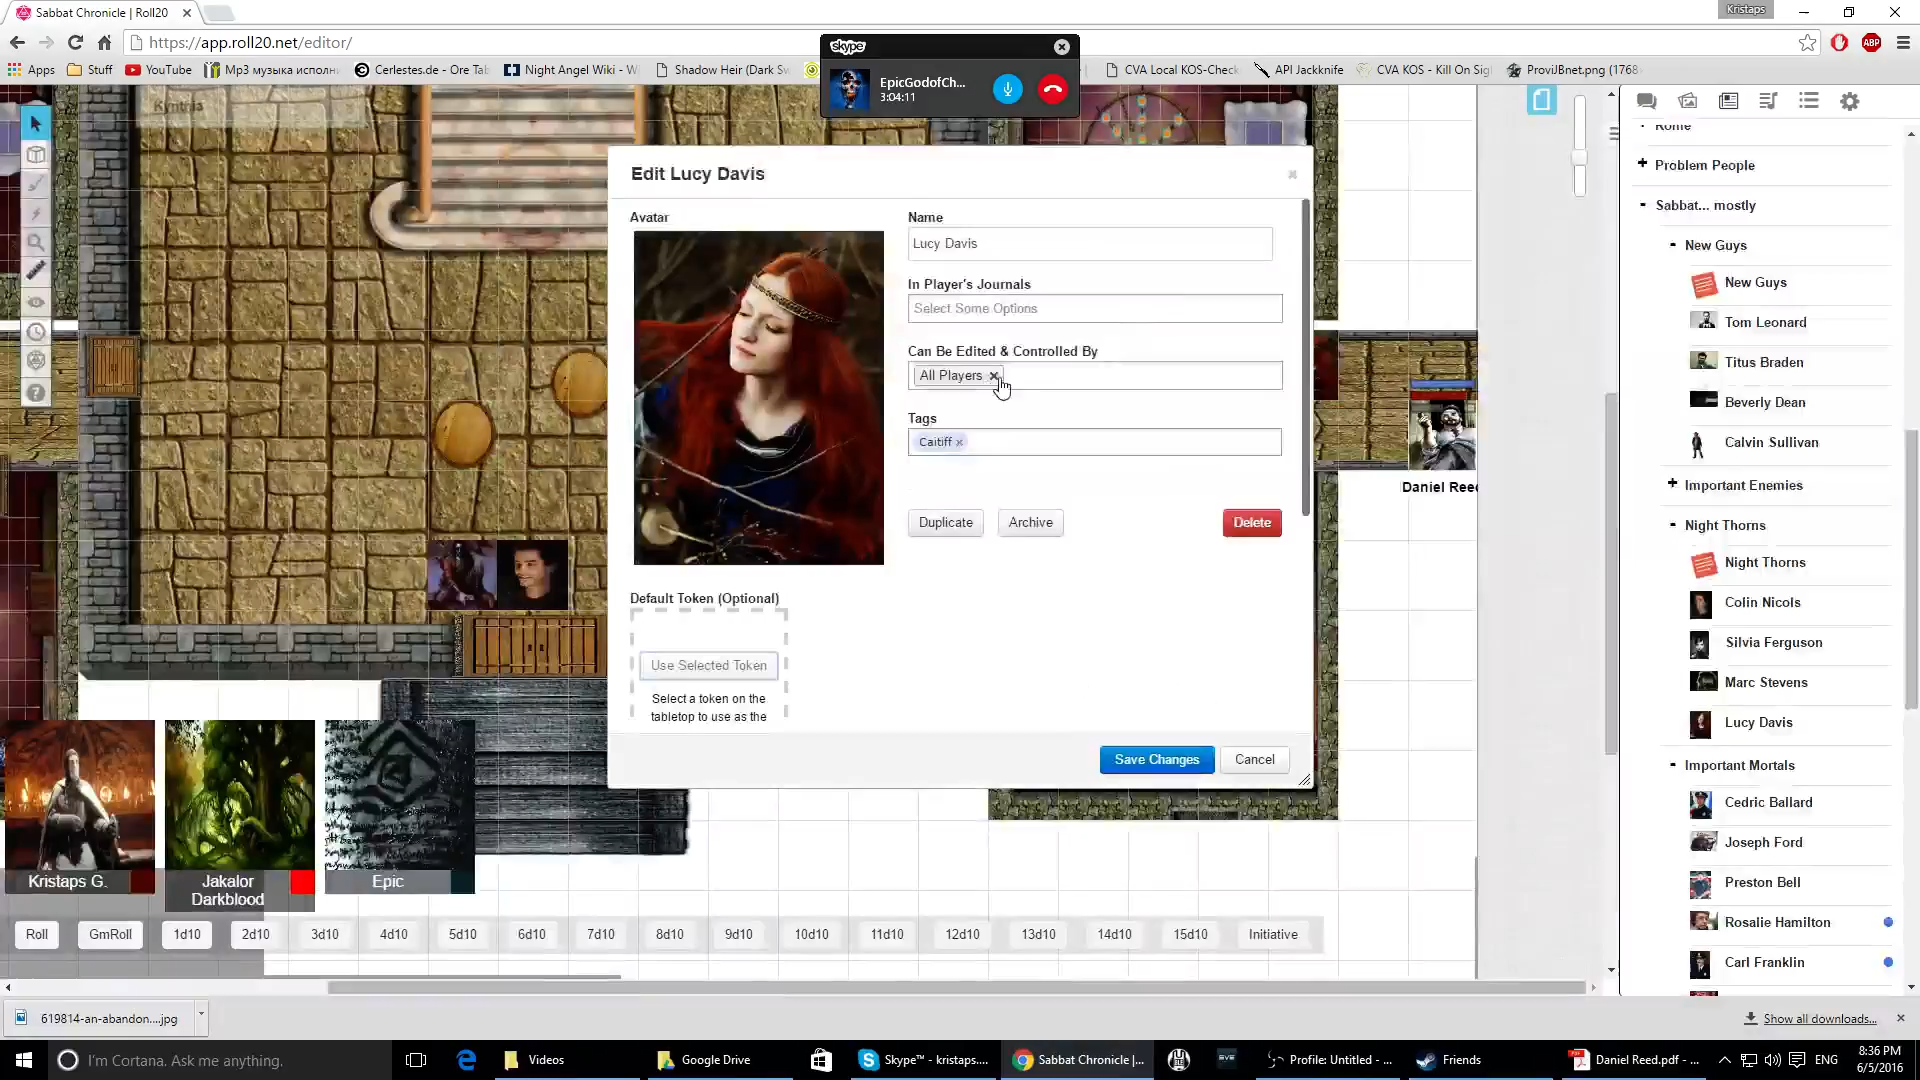 Sabbat Chronicle | Roll20
Kristaps
https://app.roll20.net/editor/
Apps
Stuff
YouTube
Mp3 музыка исполни
Cerlestes.de - Ore Tab
Night Angel Wiki - W
Shadow Heir (Dark Sw
CVA Local KOS-Check
API Jackknife
CVA KOS - Kill On Sigl
ProviJBnet.png (1768
ABP
skype
EpicGodofCh...
3:04:11
Kynthia
Edit Lucy Davis
Avatar
Name
Lucy Davis
In Player's Journals
Select Some Options
Can Be Edited & Controlled By
All Players
Tags
Caitiff
Duplicate
Archive
Delete
Default Token (Optional)
Use Selected Token
Select a token on the
tabletop to use as the
Save Changes
Cancel
Daniel Reed
Rome
Problem People
Sabbat... mostly
New Guys
New Guys
Tom Leonard
Titus Braden
Beverly Dean
Calvin Sullivan
Important Enemies
Night Thorns
Night Thorns
Colin Nicols
Silvia Ferguson
Marc Stevens
Lucy Davis
Important Mortals
Cedric Ballard
Joseph Ford
Preston Bell
Rosalie Hamilton
Carl Franklin
Kristaps G.
Jakalor
Darkblood
Epic
Roll
GmRoll
1d10
2d10
3d10
4d10
5d10
6d10
7d10
8d10
9d10
10d10
11d10
12d10
13d10
14d10
15d10
Initiative
619814-an-abandon....jpg
Show all downloads...
I'm Cortana. Ask me anything.
Videos
Google Drive
Skype™ - kristaps....
Sabbat Chronicle |...
EVE
Profile: Untitled - ...
Friends
Daniel Reed.pdf - ...
ENG
8:36 PM
6/5/2016